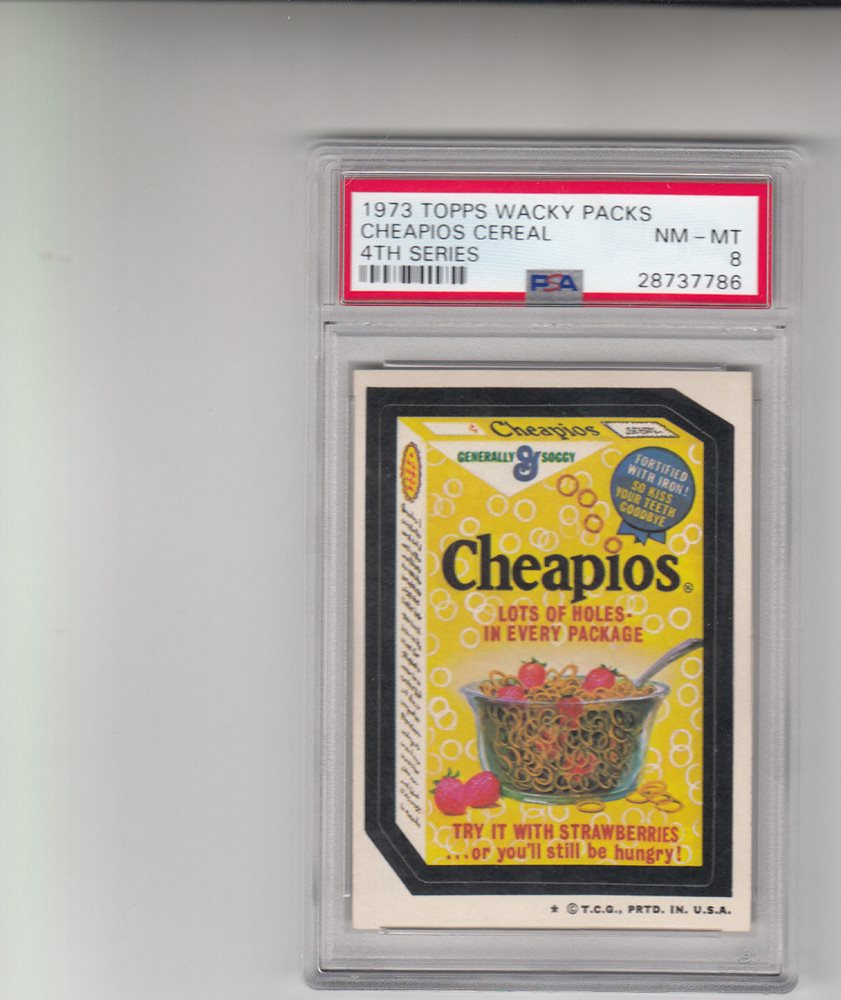 1973 TOPPS WACKY PACKS
CHEAPIOS CEREAL NM – MT
4TH SERIES 8
PSA 28737786
Cheapios
GENERALLY g SOGGY
FORTIFIED
WITH IRON!
SO KISS
YOUR TEETH
GOODBYE
Cheapios
LOTS OF HOLES-
IN EVERY PACKAGE
TRY IT WITH STRAWBERRIES
...or you'll still be hungry!
* ©T.C.G., PRTD. IN. U.S.A.